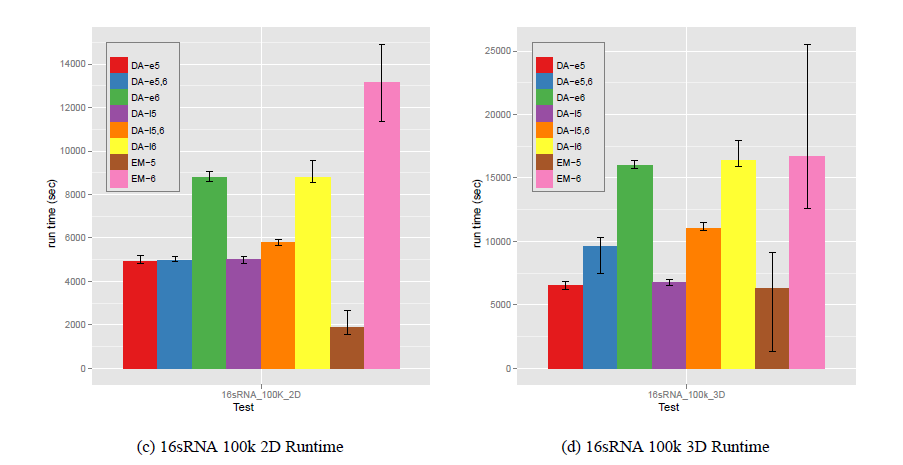 run time (sec)
14000
12000
10000
8000
6000
4000
2000
0
DA-e5
DA-e5,6
DA-e6
DA-l5
DA-l5,6
DA-l6
EM-5
EM-6
16sRNA_100K_2D
Test
(c) 16sRNA 100k 2D Runtime
run time (sec)
25000
20000
15000
10000
5000
0
DA-e5
DA-e5,6
DA-e6
DA-l5
DA-l5,6
DA-l6
EM-5
EM-6
16sRNA_100k_3D
Test
(d) 16sRNA 100k 3D Runtime